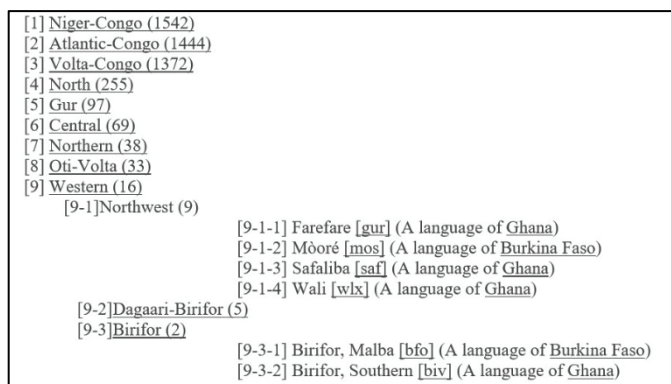 [1] Niger-Congo (1542)
[2] Atlantic-Congo (1444)
[3] Volta-Congo (1372)
[4] North (255)
[5] Gur (97)
[6] Central (69)
[7] Northern (38)
[8] Oti-Volta (33)
[9] Western (16)
[9-1]Northwest (9)
[9-1-1] Farefare [gur] (A language of Ghana)
[9-1-2] Mòoré [mos] (A language of Burkina Faso)
[9-1-3] Safaliba [saf] (A language of Ghana)
[9-1-4] Wali [wlx] (A language of Ghana)
[9-2]Dagaari-Birifor (5)
[9-3]Birifor (2)
[9-3-1] Birifor, Malba [bfo] (A language of Burkina Faso)
[9-3-2] Birifor, Southern [biv] (A language of Ghana)